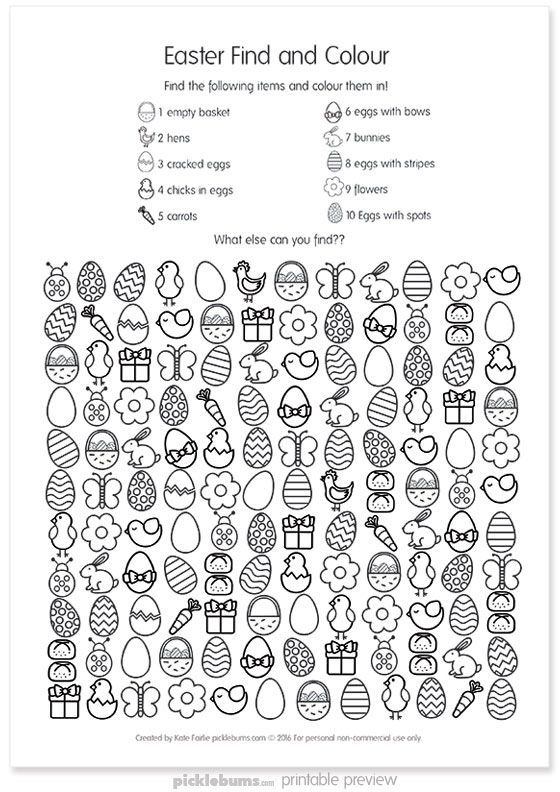 Easter Find and Colour
Find the following items and colour them in!
1 empty basket
2 hens
3 cracked eggs
4 chicks in eggs
5 carrots
6 eggs with bows
7 bunnies
8 eggs with stripes
9 flowers
10 Eggs with spots
What else can you find??
Created by Kate Fairlie picklebums.com © 2016 For personal non-commercial use only.
picklebums.com printable preview